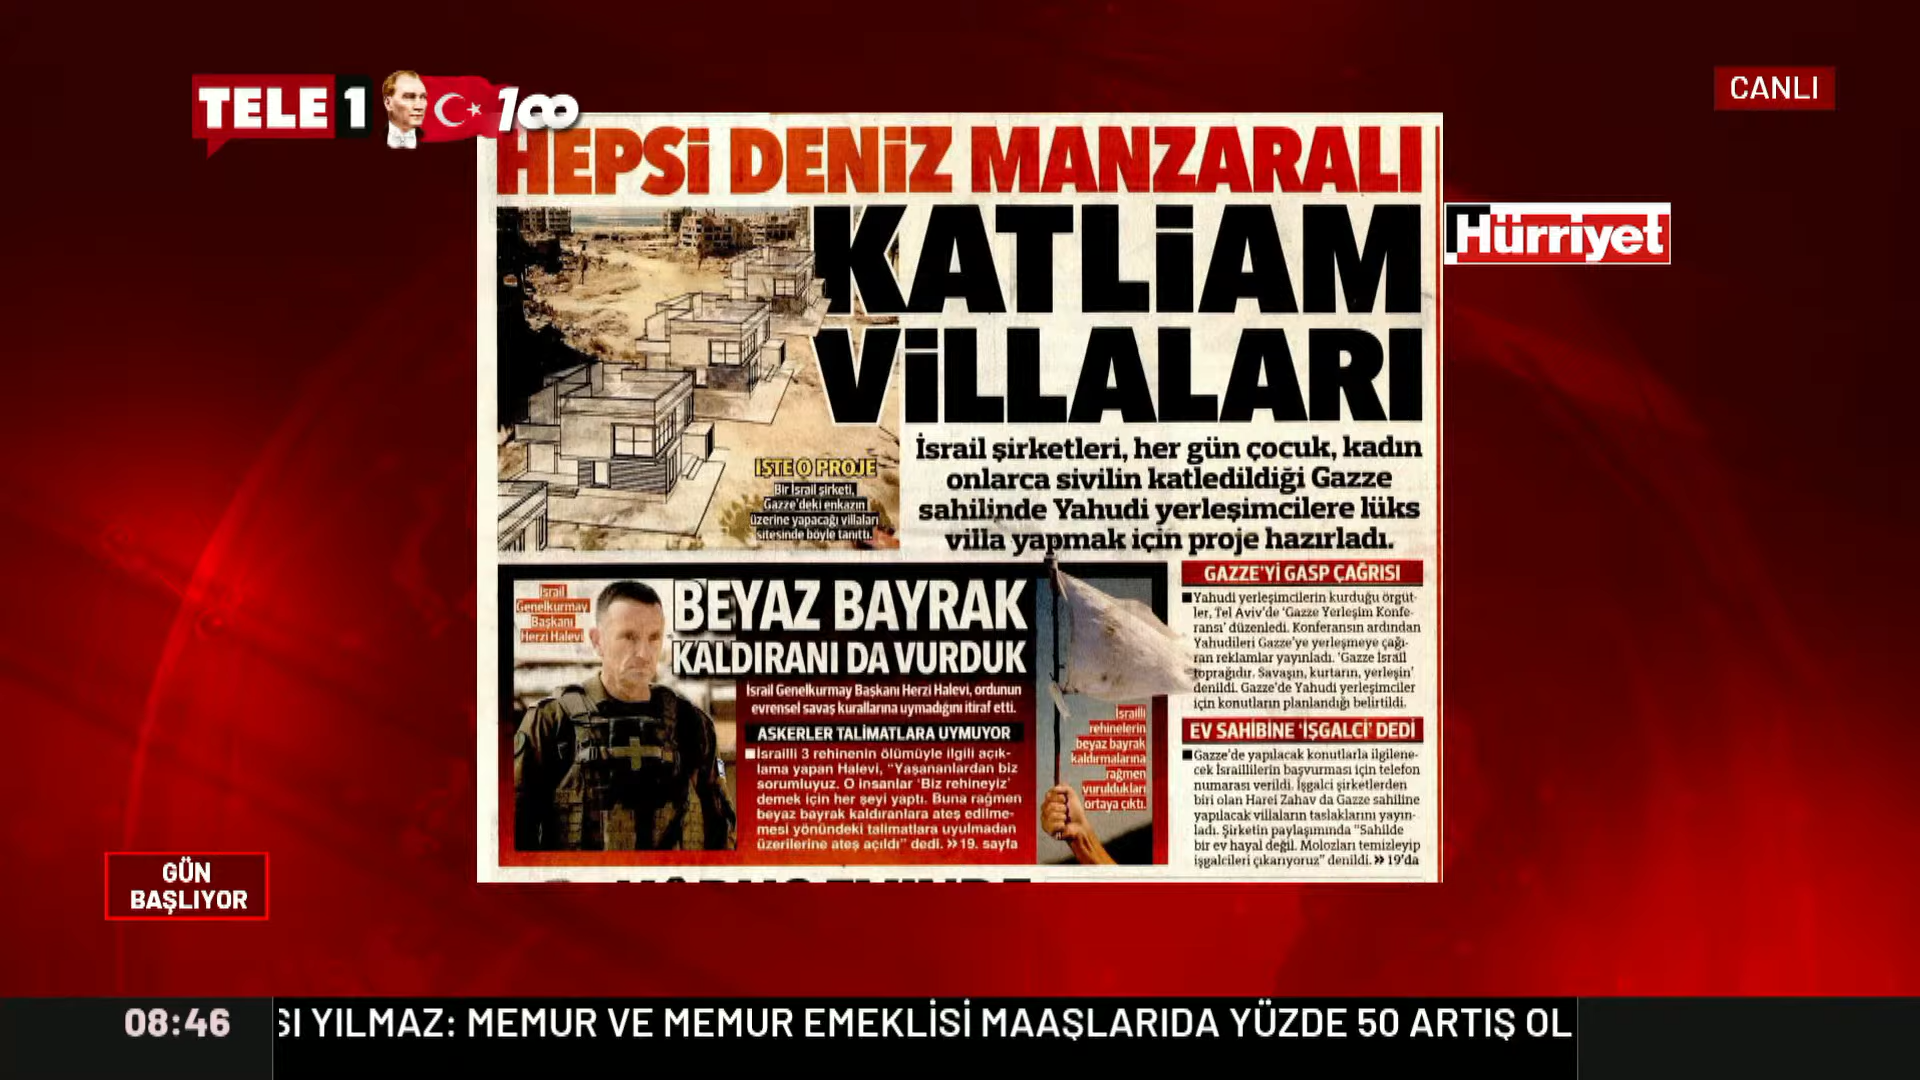 TELE 1
100
CANLI
HEPSİ DENİZ MANZARALI
KATLİAM
VİLLALARI
Hürriyet
İsrail şirketleri, her gün çocuk, kadın
onlarca sivilin katledildiği Gazze
sahilinde Yahudi yerleşimcilere lüks
villa yapmak için proje hazırladı.
İŞTE O PROJE
Bir İsrail şirketi,
Gazze'deki enkazın
üzerine yapacağı villaları
sitesinde böyle tanıttı.
İsrail
Genelkurmay
Başkanı
Herzi Halevi
BEYAZ BAYRAK
KALDIRANI DA VURDUK
İsrail Genelkurmay Başkanı Herzi Halevi, ordunun
evrensel savaş kurallarına uymadığını itiraf etti.
ASKERLER TALİMATLARA UYMUYOR
İsrailli 3 rehinenin ölümüyle ilgili açık-
lama yapan Halevi, "Yaşananlardan biz
sorumluyuz. O insanlar 'Biz rehineyiz'
demek için her şeyi yaptı. Buna rağmen
beyaz bayrak kaldıranlara ateş edilme-
mesi yönündeki talimatlara uyulmadan
üzerilerine ateş açıldı" dedi. »19. sayfa
İsrailli
rehinelerin
beyaz bayrak
kaldırmalarına
rağmen
vuruldukları
ortaya çıktı.
GAZZE'Yİ GASP ÇAĞRISI
Yahudi yerleşimcilerin kurduğu örgüt-
ler, Tel Aviv'de 'Gazze Yerleşim Konfe-
ransı' düzenledi. Konferansın ardından
Yahudileri Gazze'ye yerleşmeye çağı-
ran reklamlar yayınladı. 'Gazze İsrail
toprağıdır. Savaşın, kurtarın, yerleşin'
denildi. Gazze'de Yahudi yerleşimciler
için konutların planlandığı belirtildi.
EV SAHİBİNE 'İŞGALCİ' DEDİ
Gazze'de yapılacak konutlarla ilgilene-
cek İsraillilerin başvurması için telefon
numarası verildi. İşgalci şirketlerden
biri olan Harei Zahav da Gazze sahiline
yapılacak villaların taslaklarını yayın-
ladı. Şirketin paylaşımında "Sahilde
bir ev hayal değil. Molozları temizleyip
işgalcileri çıkarıyoruz" denildi. »19'da
GÜN
BAŞLIYOR
08:46
SI YILMAZ: MEMUR VE MEMUR EMEKLİSİ MAAŞLARIDA YÜZDE 50 ARTIŞ OL